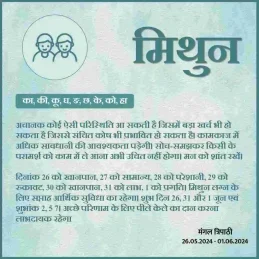 मिथुन
का, की, कू, घ, ङ, छ, के, को, हा
अचानक कोई ऐसी परिस्थिति आ सकती है जिसमें बड़ा खर्च भी हो
सकता है जिससे संचित कोष भी प्रभावित हो सकता है। कामकाज में
अधिक सावधानी की आवश्यकता पड़ेगी। सोच-समझकर किसी के
परामर्श को काम में ले आना अभी उचित नहीं होगा। मन को शांत रखें।
दिनांक 26 को खानपान, 27 को सामान्य, 28 को परेशानी, 29 को
रुकावट, 30 को खानपान, 31 को लाभ, 1 को प्रगति। मिथुन लग्न के
लिए सप्ताह आर्थिक सुविधा का रहेगा। शुभ दिन 26, 31 और 1 जून एवं
शुभांक 2, 5 7। अच्छे परिणाम के लिए पीले केले का दान करना
लाभदायक रहेगा।
मंगल त्रिपाठी
26.05.2024 - 01.06.2024